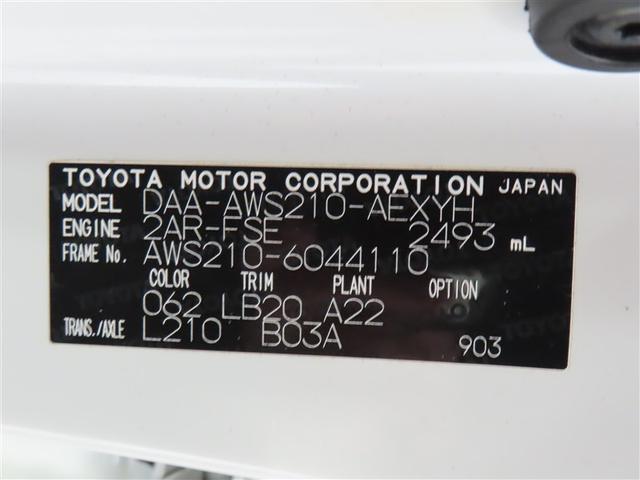 TOYOTA MOTOR CORPORATION JAPAN
MODEL DAA-AWS210-AEXYH
ENGINE 2AR-FSE 2493 mL
FRAME No. AWS210-6044110
COLOR TRIM PLANT OPTION
062 LB20 A22
TRANS./AXLE L210 B03A 903